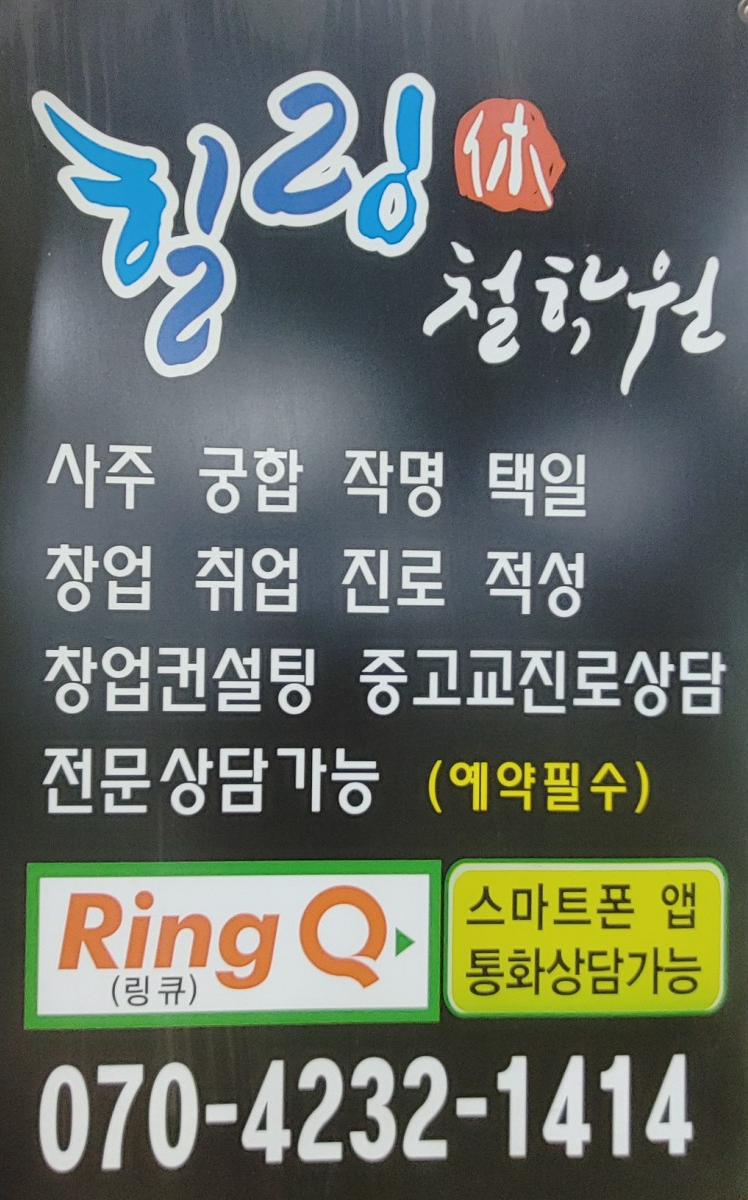 힐링 休
철학원
사주 궁합 작명 택일
창업 취업 진로 적성
창업컨설팅 중고교진로상담
전문상담가능 (예약필수)
Ring Q
(링큐)
스마트폰 앱
통화상담가능
070-4232-1414